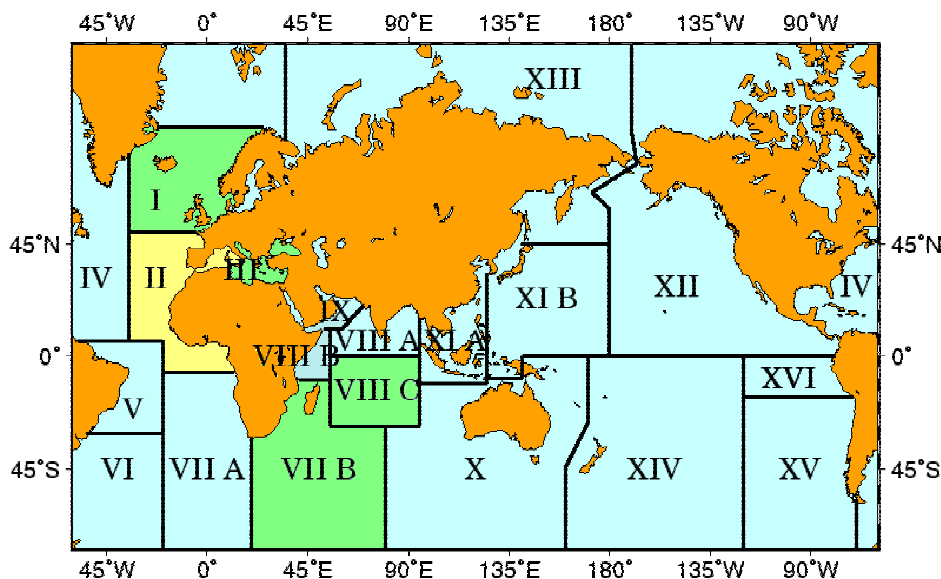 45°W 0° 45°E 90°E 135°E 180° 135°W 90°W
XIII
I
45°N 45°N
IV II III IX XI B XII IV
VIII A XI A
0° VIII B 0°
VIII C XVI
V
45°S VI VII A VII B X XIV XV 45°S
45°W 0° 45°E 90°E 135°E 180° 135°W 90°W